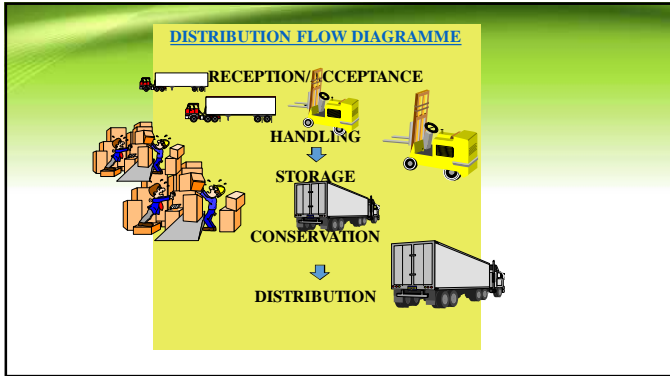 DISTRIBUTION FLOW DIAGRAMME
RECEPTION/ACCEPTANCE
HANDLING
STORAGE
CONSERVATION
DISTRIBUTION